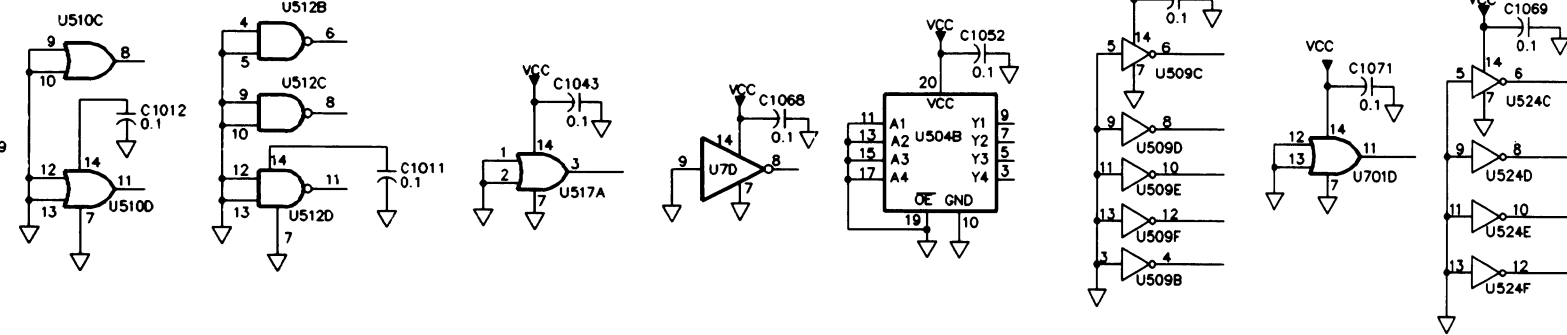 U510C
9
8
10
C1012
0.1
9
14
12
11
13
U510D
7
U512B
4
6
5
U512C
9
8
10
14
12
11
13
U512D
7
C1011
0.1
VCC
C1043
0.1
14
1
3
2
U517A
7
VCC
C1068
0.1
14
9
U7D
8
7
VCC
C1052
0.1
20
VCC
11 A1 Y1 9
U504B
13 A2 Y2 7
15 A3 Y3 5
17 A4 Y4 3
OE GND
19
10
0.1
14
5
6
7
U509C
9
8
U509D
11
10
U509E
13
12
U509F
3
4
U509B
VCC
C1071
0.1
14
12
11
13
U701D
7
VCC
C1069
0.1
14
5
6
7
U524C
9
8
U524D
11
10
U524E
13
12
U524F